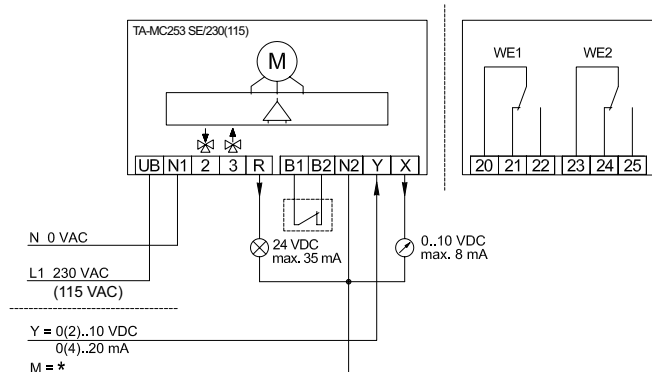 TA-MC253 SE/230(115)
M
WE1 WE2
UB N1 2 3 R B1 B2 N2 Y X
20 21 22 23 24 25
N 0 VAC
24 VDC
max. 35 mA
0..10 VDC
max. 8 mA
L1 230 VAC
(115 VAC)
Y = 0(2)..10 VDC
0(4)..20 mA
M = *